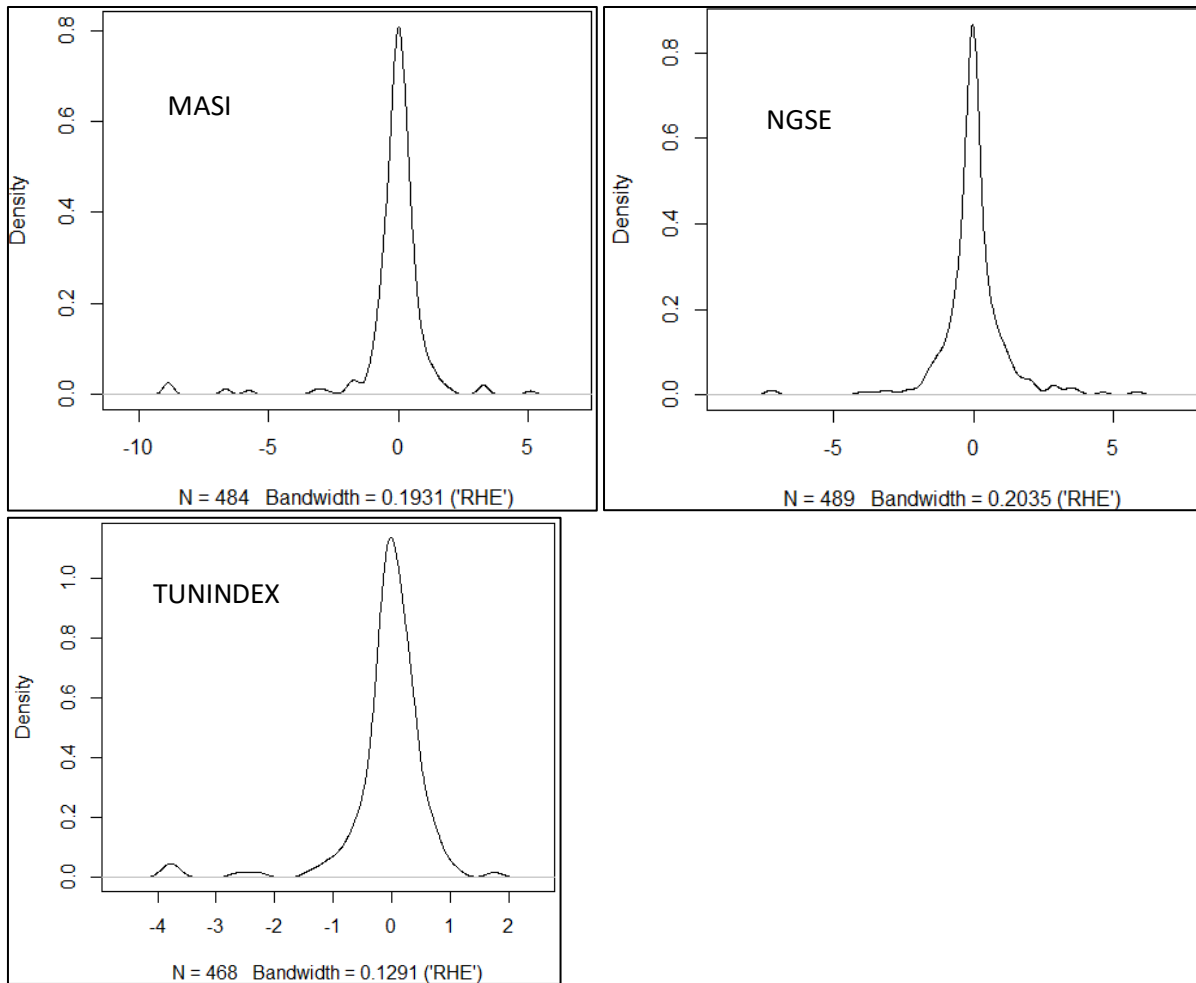 MASI
Density
0.0 0.2 0.4 0.6 0.8
-10 -5 0 5
N = 484 Bandwidth = 0.1931 ('RHE')
NGSE
Density
0.0 0.2 0.4 0.6 0.8
-5 0 5
N = 489 Bandwidth = 0.2035 ('RHE')
TUNINDEX
Density
0.0 0.2 0.4 0.6 0.8 1.0
-4 -3 -2 -1 0 1 2
N = 468 Bandwidth = 0.1291 ('RHE')